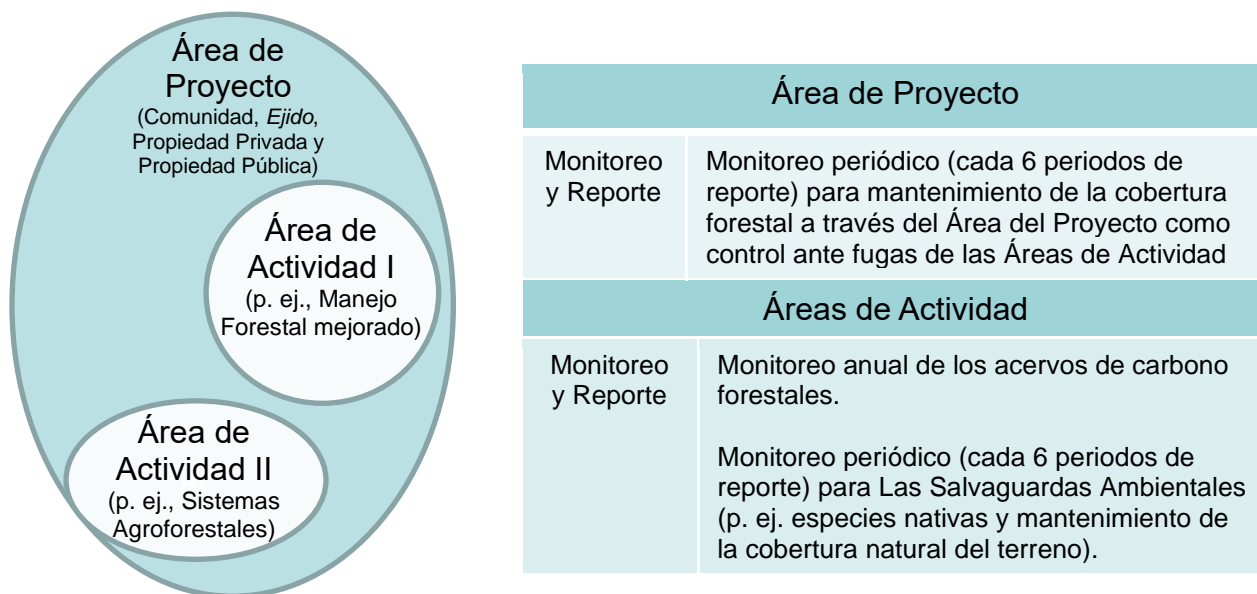 Área de
Proyecto
(Comunidad, Ejido,
Propiedad Privada y
Propiedad Pública)
Área de
Actividad I
(p. ej., Manejo
Forestal mejorado)
Área de
Actividad II
(p. ej., Sistemas
Agroforestales)
Área de Proyecto
Monitoreo
y Reporte
Monitoreo periódico (cada 6 periodos de
reporte) para mantenimiento de la cobertura
forestal a través del Área del Proyecto como
control ante fugas de las Áreas de Actividad
Áreas de Actividad
Monitoreo
y Reporte
Monitoreo anual de los acervos de carbono
forestales.
Monitoreo periódico (cada 6 periodos de
reporte) para Las Salvaguardas Ambientales
(p. ej. especies nativas y mantenimiento de
la cobertura natural del terreno).